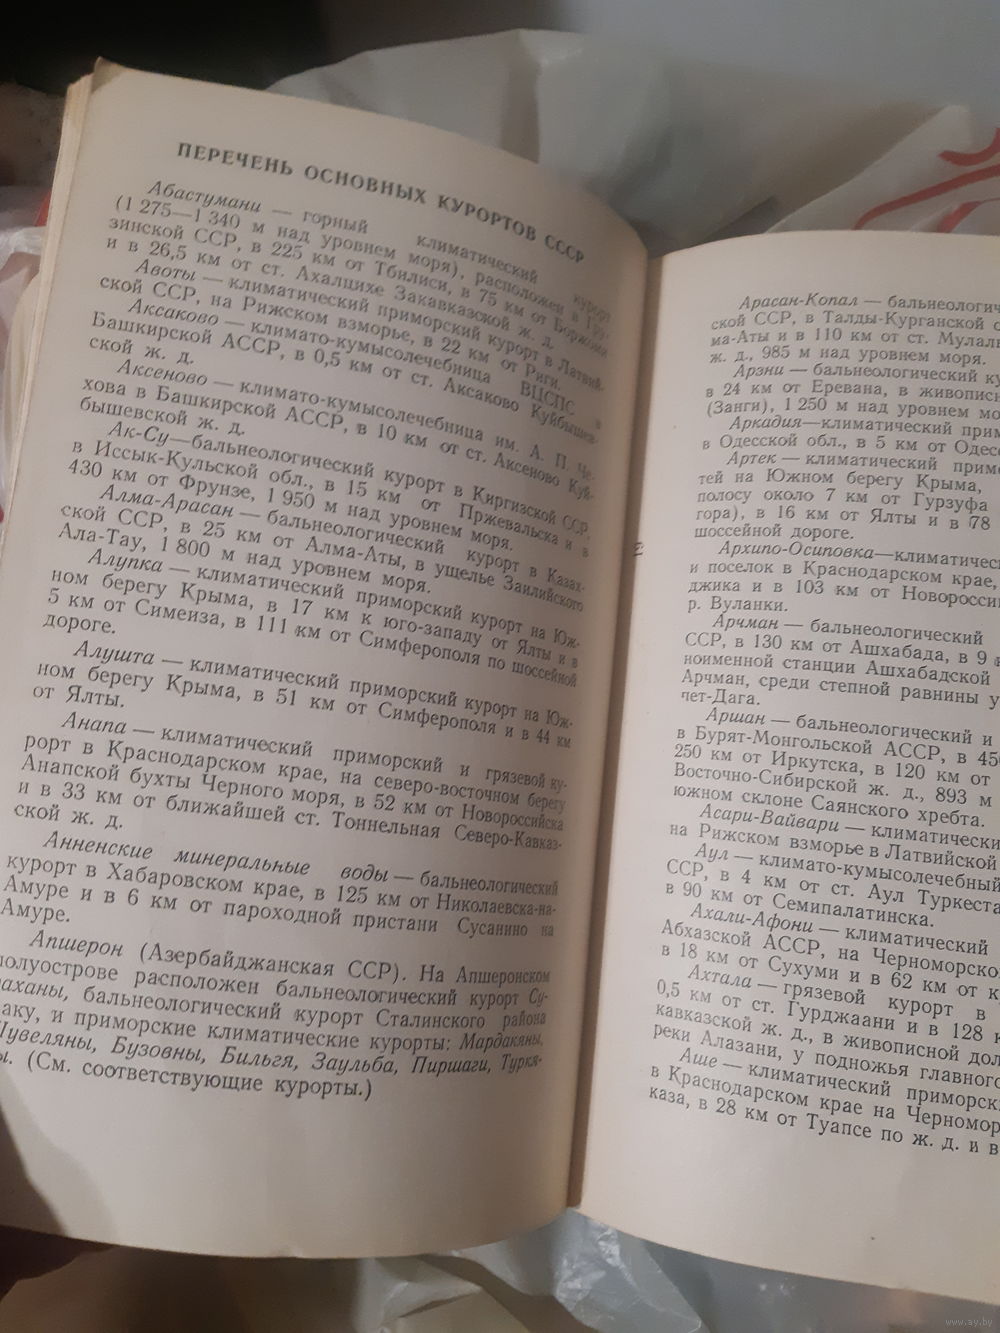 ПЕРЕЧЕНЬ ОСНОВНЫХ КУРОРТОВ СССР
Абастумани — горный климатический курорт
(1 275—1 340 м над уровнем моря), расположен в Гру-
зинской ССР, в 225 км от Тбилиси, в 75 км от Боржоми
и в 26,5 км от ст. Ахалцихе Закавказской ж. д.
Авоты — климатический приморский курорт в Латвий-
ской ССР, на Рижском взморье, в 22 км от Риги.
Аксаково — климато-кумысолечебница ВЦСПС в
Башкирской АССР, в 0,5 км от ст. Аксаково Куйбышев-
ской ж. д.
Аксеново — климато-кумысолечебница им. А. П. Че-
хова в Башкирской АССР, в 10 км от ст. Аксеново Куй-
бышевской ж. д.
Ак-Су—бальнеологический курорт в Киргизской ССР,
в Иссык-Кульской обл., в 15 км от Пржевальска и в
430 км от Фрунзе, 1 950 м над уровнем моря.
Алма-Арасан — бальнеологический курорт в Казах-
ской ССР, в 25 км от Алма-Аты, в ущелье Заилийского
Ала-Тау, 1 800 м над уровнем моря.
Алупка — климатический приморский курорт на Юж-
ном берегу Крыма, в 17 км к юго-западу от Ялты и в
5 км от Симеиза, в 111 км от Симферополя по шоссейной
дороге.
Алушта — климатический приморский курорт на Юж-
ном берегу Крыма, в 51 км от Симферополя и в 44 км
от Ялты.
Анапа — климатический приморский и грязевой ку-
рорт в Краснодарском крае, на северо-восточном берегу
Анапской бухты Черного моря, в 52 км от Новороссийска
и в 33 км от ближайшей ст. Тоннельная Северо-Кавказ-
ской ж. д.
Анненские минеральные воды — бальнеологический
курорт в Хабаровском крае, в 125 км от Николаевска-на-
Амуре и в 6 км от пароходной пристани Сусанино на
Амуре.
Апшерон (Азербайджанская ССР). На Апшеронском
полуострове расположен бальнеологический курорт Су-
раханы, бальнеологический курорт Сталинского района
аку, и приморские климатические курорты: Мардакяны,
Шувеляны, Бузовны, Бильгя, Заульба, Пиршаги, Туркя-
ы. (См. соответствующие курорты.)
Арасан-Копал — бальнеологиче
ской ССР, в Талды-Курганской о
ма-Аты и в 110 км от ст. Мулаль
ж. д., 985 м над уровнем моря.
Арзни — бальнеологический ку
в 24 км от Еревана, в живописн
(Занги), 1 250 м над уровнем мо
Аркадия—климатический прим
в Одесской обл., в 5 км от Одес
Артек — климатический примо
тей на Южном берегу Крыма,
полосу около 7 км от Гурзуфа
гора), в 16 км от Ялты и в 78
шоссейной дороге.
Архипо-Осиповка—климатичес
и поселок в Краснодарском крае,
джика и в 103 км от Новоросси
р. Вуланки.
Арчман — бальнеологический
ССР, в 130 км от Ашхабада, в 9 к
ноименной станции Ашхабадской
Арчман, среди степной равнины у
чет-Дага.
Аршан — бальнеологический и
в Бурят-Монгольской АССР, в 450
250 км от Иркутска, в 120 км от
Восточно-Сибирской ж. д., 893 м
южном склоне Саянского хребта.
Асари-Вайвари — климатически
на Рижском взморье в Латвийской
Аул — климато-кумысолечебный
ССР, в 4 км от ст. Аул Туркеста
в 90 км от Семипалатинска.
Ахали-Афони — климатический
Абхазской АССР, на Черноморско
в 18 км от Сухуми и в 62 км от к
Ахтала — грязевой курорт в
0,5 км от ст. Гурджаани и в 128 к
кавказской ж. д., в живописной дол
реки Алазани, у подножья главного
Аше — климатический приморски
в Краснодарском крае на Черномор
каза, в 28 км от Туапсе по ж. д. и в
www.ay.by